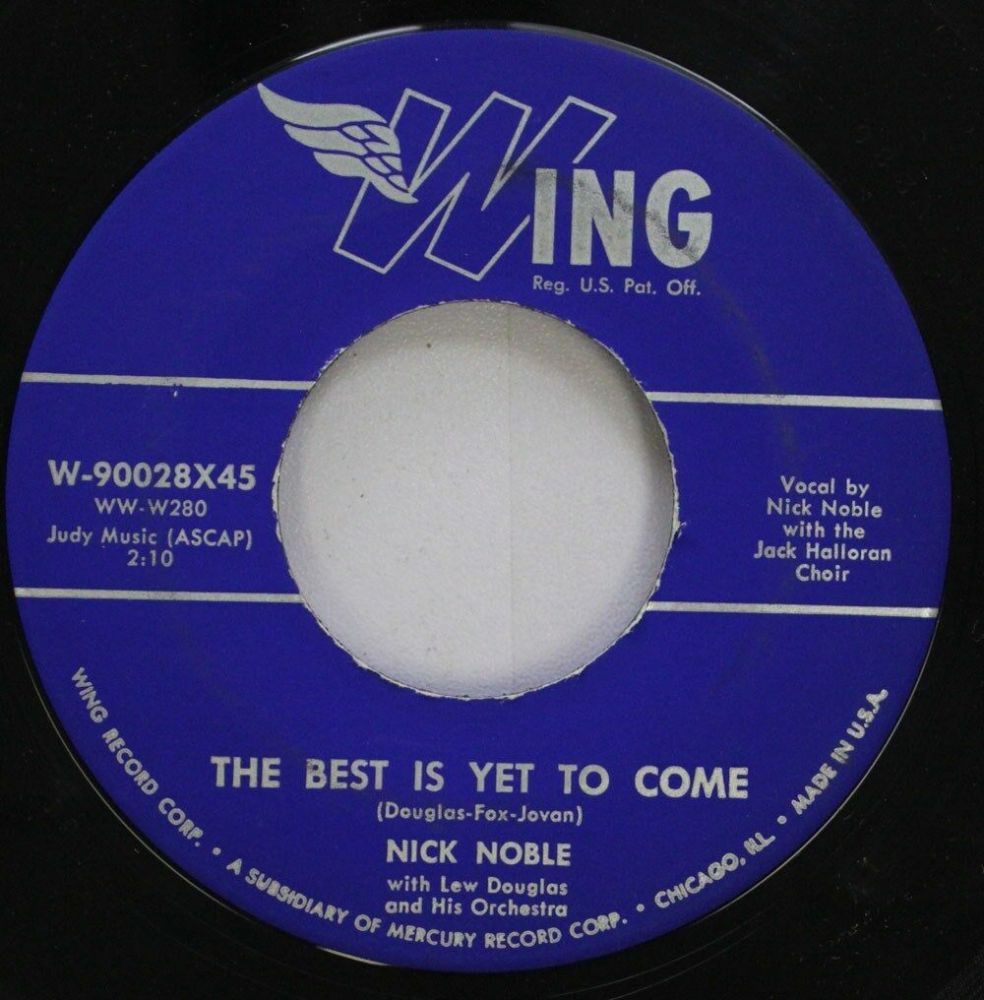 WING
Reg. U.S. Pat. Off.
W-90028X45
WW-W280
Judy Music (ASCAP)
2:10
Vocal by
Nick Noble
with the
Jack Halloran
Choir
THE BEST IS YET TO COME
(Douglas-Fox-Jovan)
NICK NOBLE
with Lew Douglas
and His Orchestra
WING RECORD CORP. • A SUBSIDIARY OF MERCURY RECORD CORP. • CHICAGO, ILL. • MADE IN U.S.A.